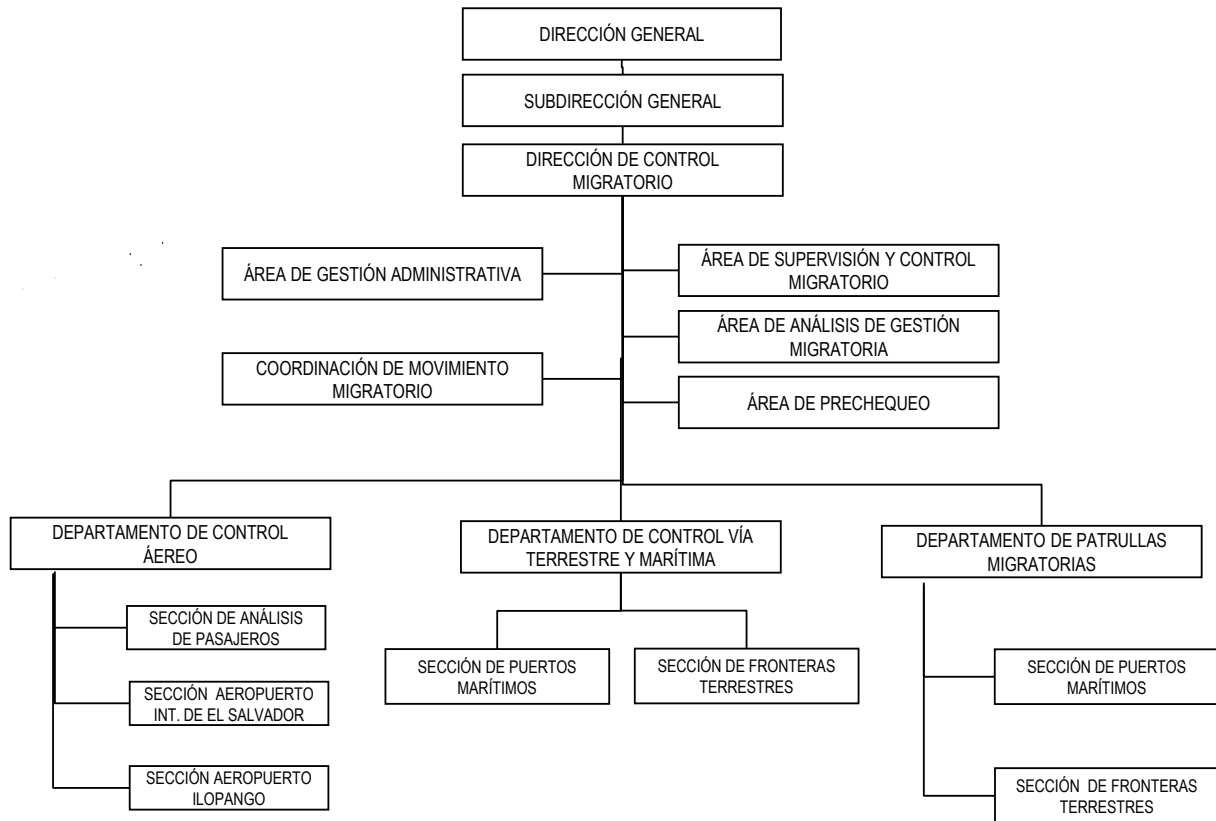 DIRECCIÓN GENERAL
SUBDIRECCIÓN GENERAL
DIRECCIÓN DE CONTROL
MIGRATORIO
ÁREA DE GESTIÓN ADMINISTRATIVA
ÁREA DE SUPERVISIÓN Y CONTROL
MIGRATORIO
ÁREA DE ANÁLISIS DE GESTIÓN
MIGRATORIA
COORDINACIÓN DE MOVIMIENTO
MIGRATORIO
ÁREA DE PRECHEQUEO
DEPARTAMENTO DE CONTROL
ÁEREO
SECCIÓN DE ANÁLISIS
DE PASAJEROS
SECCIÓN AEROPUERTO
INT. DE EL SALVADOR
SECCIÓN AEROPUERTO
ILOPANGO
DEPARTAMENTO DE CONTROL VÍA
TERRESTRE Y MARÍTIMA
SECCIÓN DE PUERTOS
MARÍTIMOS
SECCIÓN DE FRONTERAS
TERRESTRES
DEPARTAMENTO DE PATRULLAS
MIGRATORIAS
SECCIÓN DE PUERTOS
MARÍTIMOS
SECCIÓN DE FRONTERAS
TERRESTRES